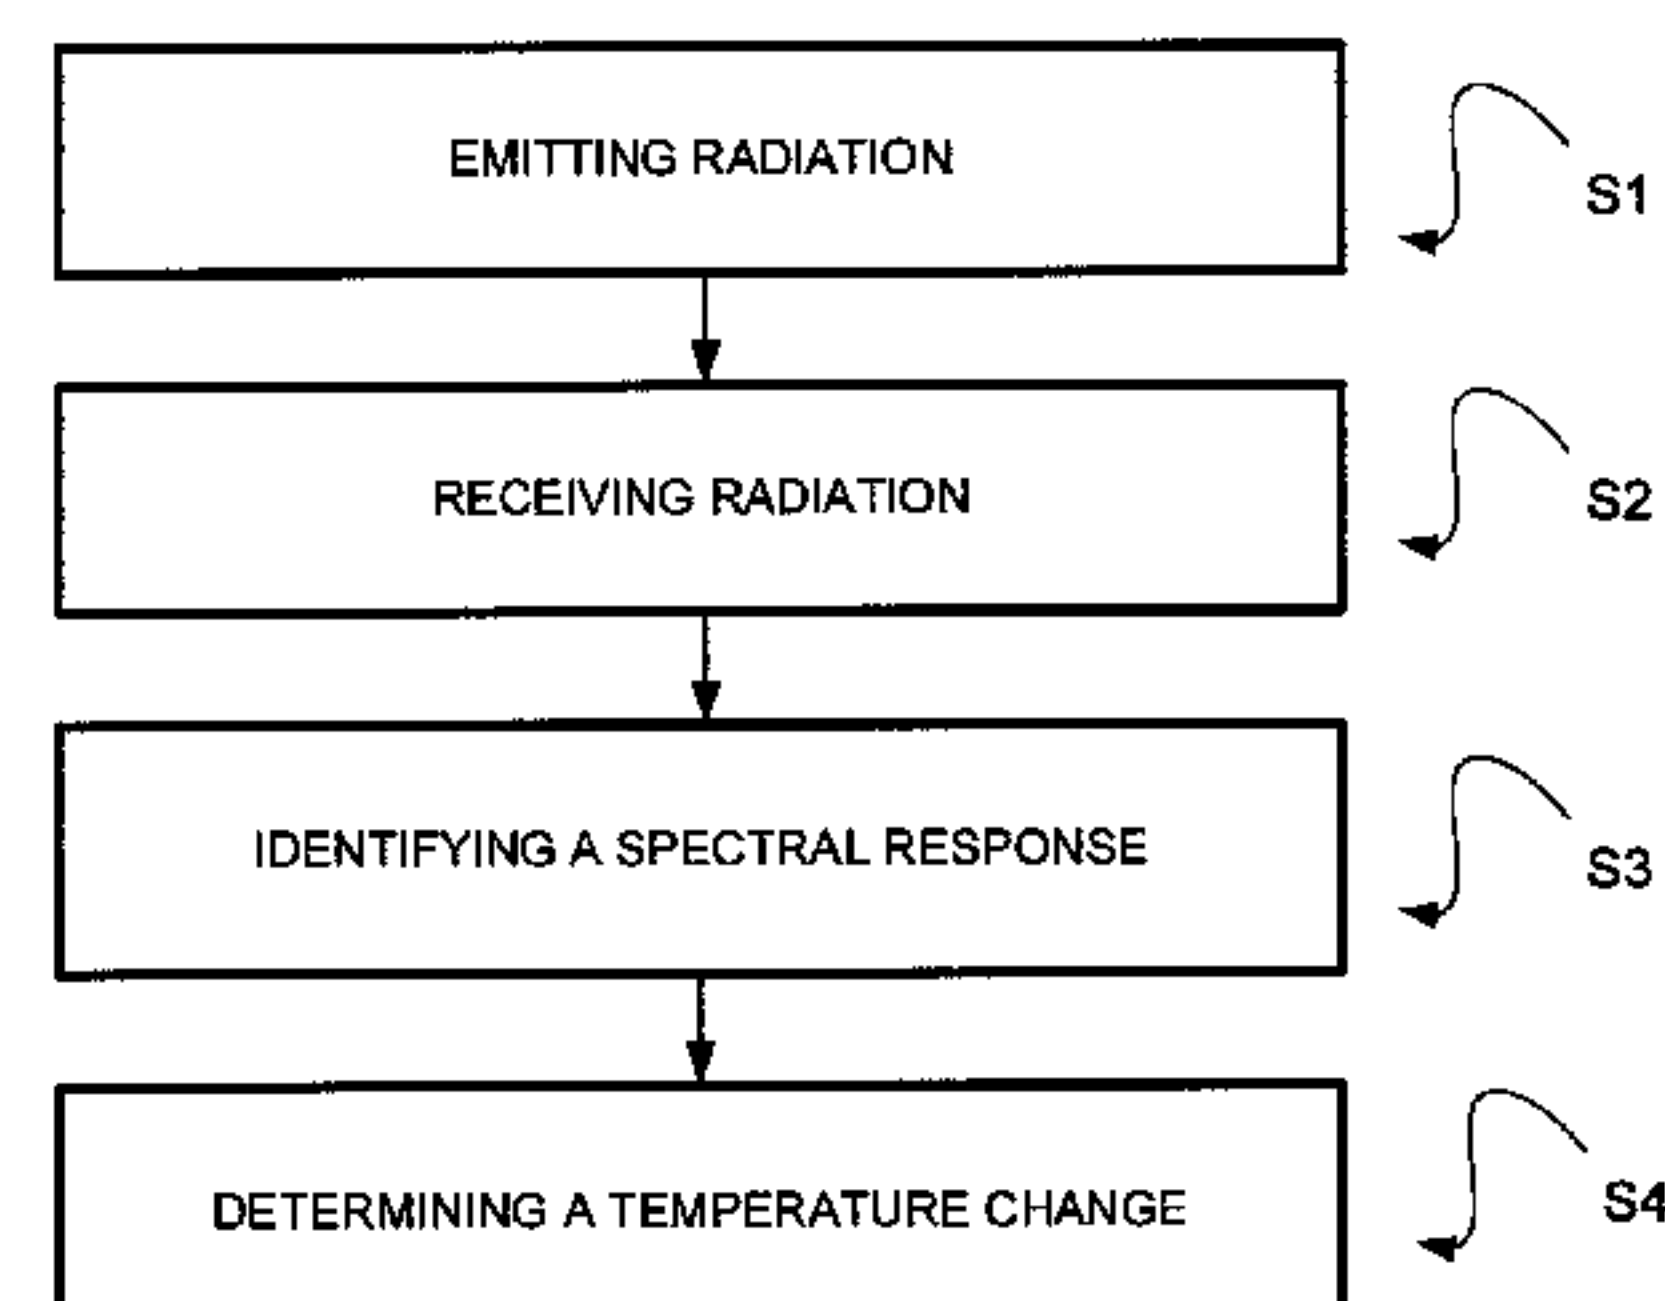 EMITTING RADIATION
S1
RECEIVING RADIATION
S2
IDENTIFYING A SPECTRAL RESPONSE
S3
DETERMINING A TEMPERATURE CHANGE
S4